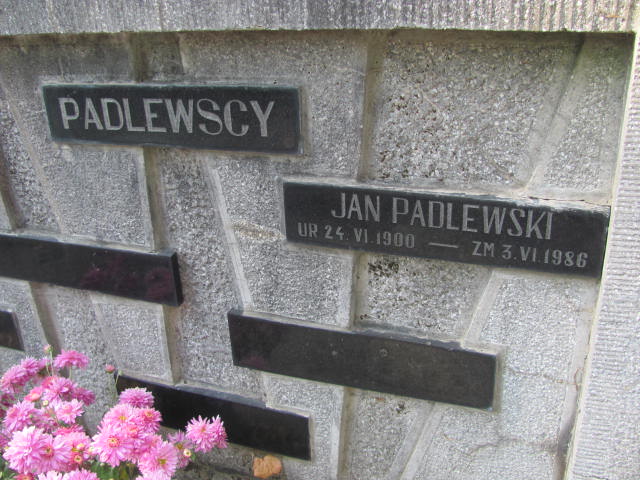 PADLEWSCY
JAN PADLEWSKI
UR 24.VI.1900 — ZM 3.VI.1986